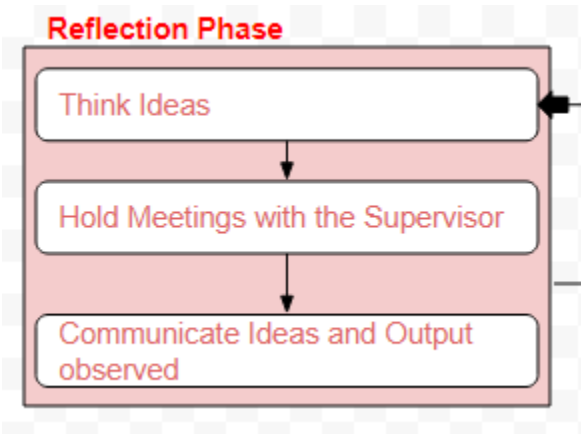 Reflection Phase
Think Ideas
Hold Meetings with the Supervisor
Communicate Ideas and Output
observed